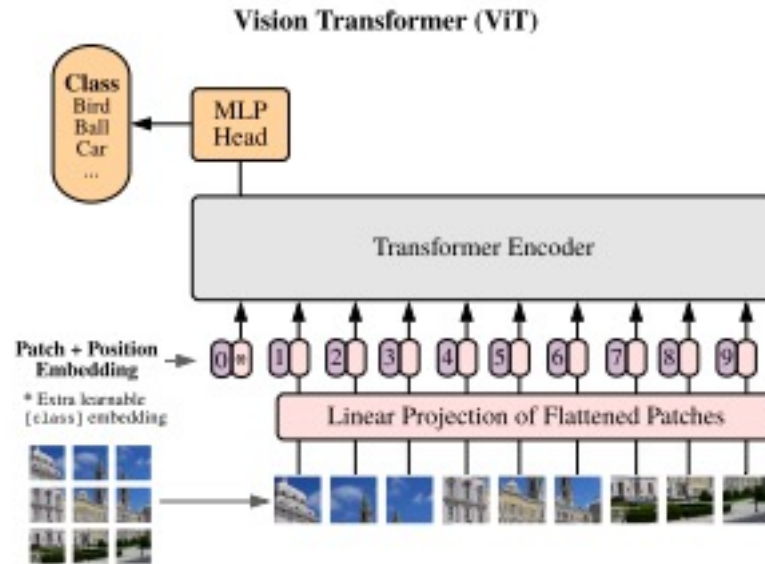 Vision Transformer (ViT)
Class
Bird
Ball
Car
...
MLP
Head
Transformer Encoder
Patch + Position
Embedding
0 * 1 2 3 4 5 6 7 8 9
* Extra learnable
[class] embedding
Linear Projection of Flattened Patches